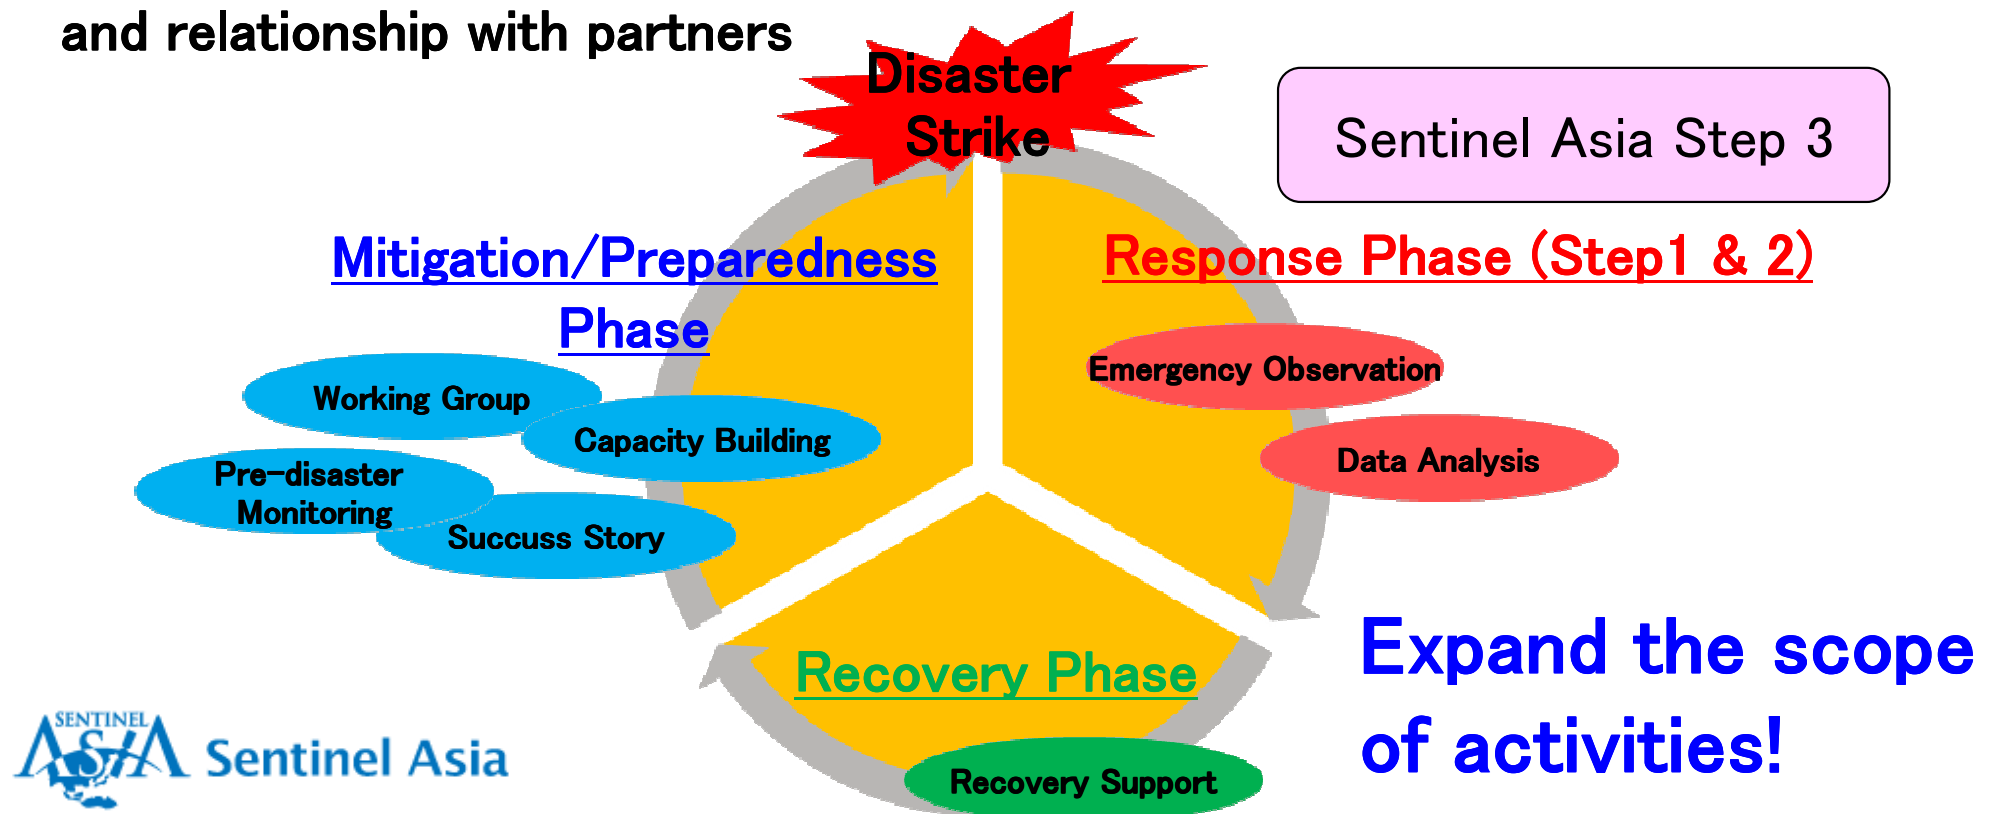 and relationship with partners
Disaster
Strike
Sentinel Asia Step 3
Mitigation/Preparedness
Phase
Response Phase (Step1 & 2)
Working Group
Capacity Building
Pre-disaster
Monitoring
Succuss Story
Emergency Observation
Data Analysis
Recovery Phase
Recovery Support
Expand the scope
of activities!
SENTINEL
ASIA
Sentinel Asia